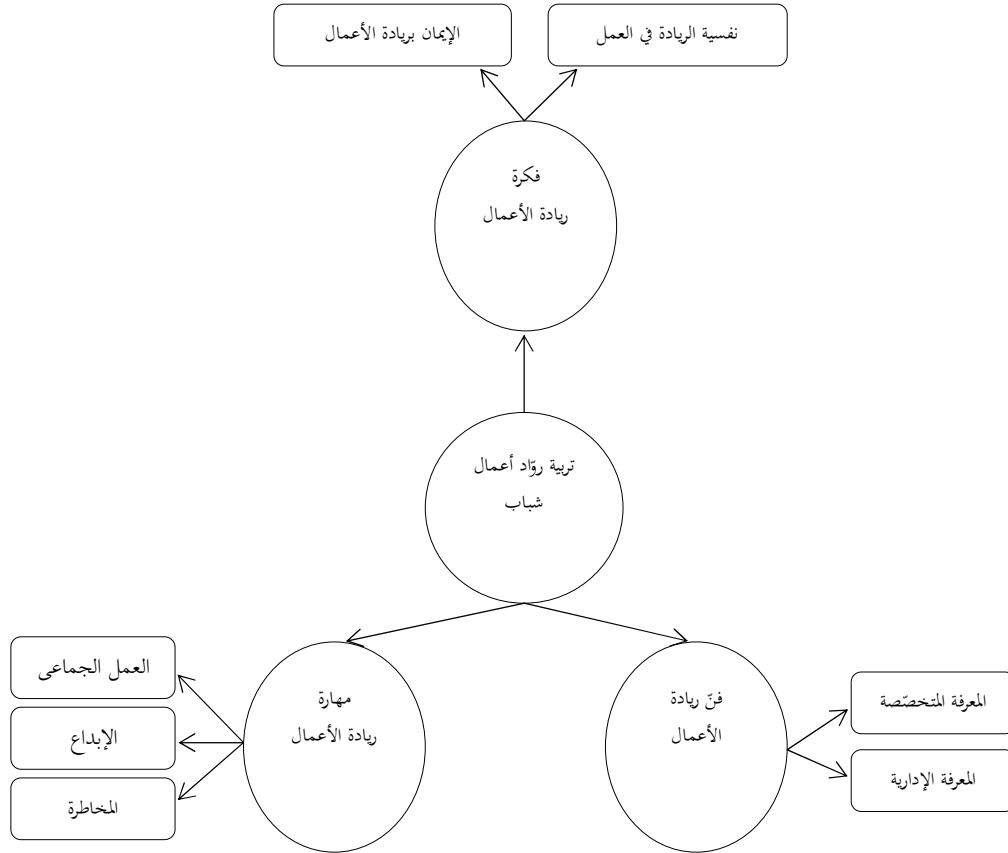 نفسية الريادة في العمل
الإيمان بريادة الأعمال
فكرة
ريادة الأعمال
تربية روّاد أعمال
شباب
فنّ ريادة
الأعمال
المعرفة المتخصّصة
المعرفة الإدارية
مهارة
ريادة الأعمال
العمل الجماعى
الإبداع
المخاطرة